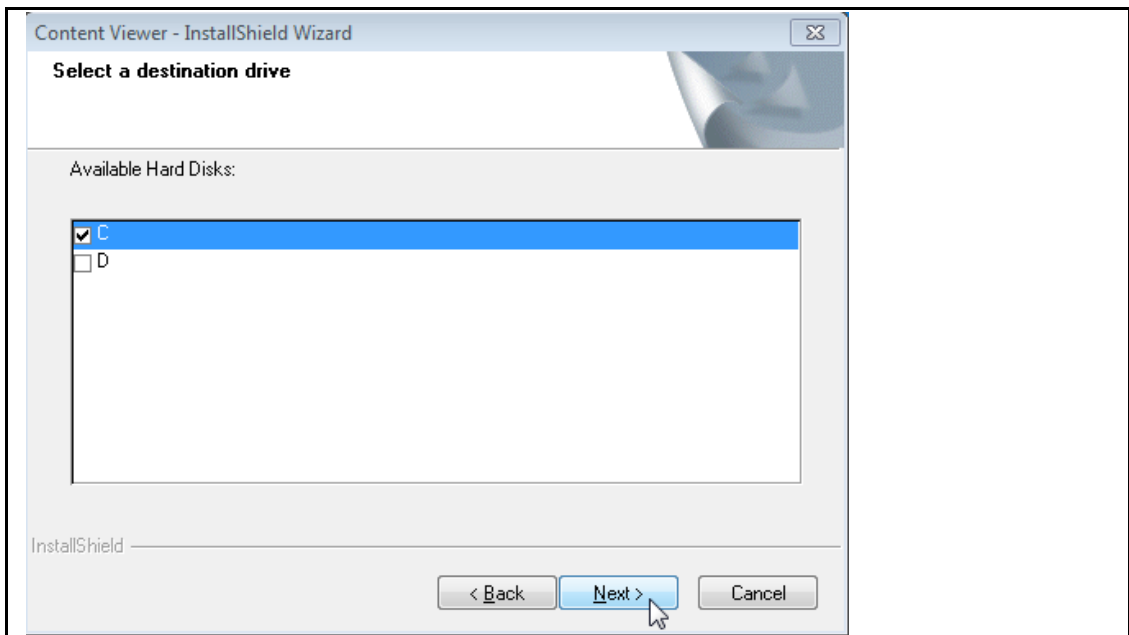 Content Viewer - InstallShield Wizard
Select a destination drive
Available Hard Disks:
C
D
InstallShield
< Back
Next >
Cancel